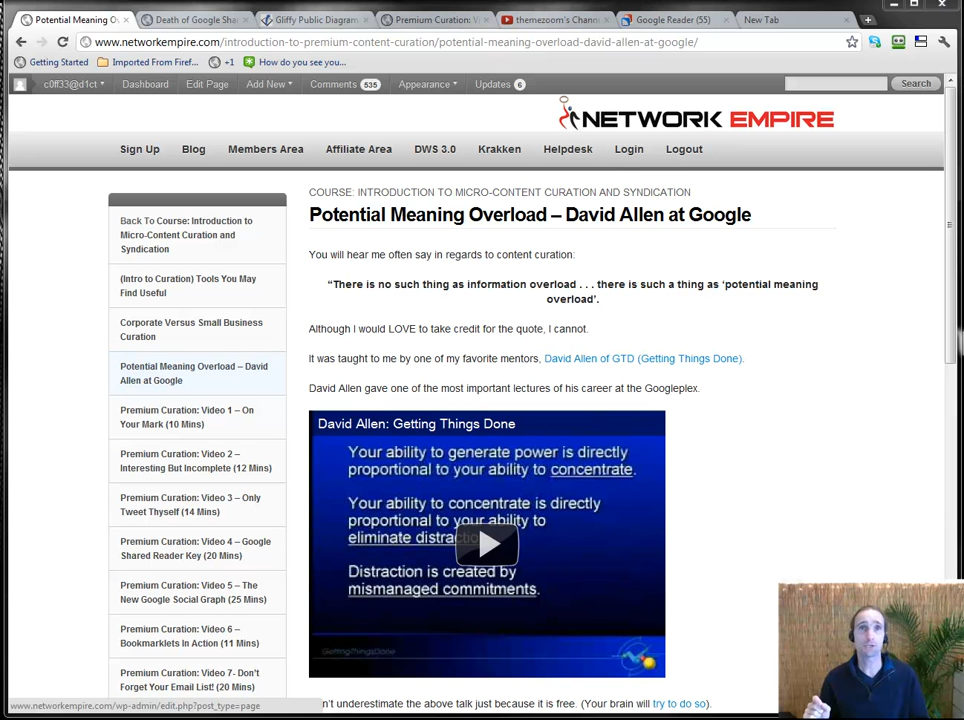 Potential Meaning Ov
Death of Google Sha
Gliffy Public Diagram
Premium Curation: V
themezoom's Channe
Google Reader (55)
New Tab
www.networkempire.com/introduction-to-premium-content-curation/potential-meaning-overload-david-allen-at-google/
Getting Started
Imported From Firef...
+1
How do you see you...
c0ff33@d1ct
Dashboard
Edit Page
Add New
Comments 535
Appearance
Updates 6
Search
NETWORK EMPIRE
Sign Up
Blog
Members Area
Affiliate Area
DWS 3.0
Krakken
Helpdesk
Login
Logout
Back To Course: Introduction to
Micro-Content Curation and
Syndication
(Intro to Curation) Tools You May
Find Useful
Corporate Versus Small Business
Curation
Potential Meaning Overload – David
Allen at Google
Premium Curation: Video 1 – On
Your Mark (10 Mins)
Premium Curation: Video 2 –
Interesting But Incomplete (12 Mins)
Premium Curation: Video 3 – Only
Tweet Thyself (14 Mins)
Premium Curation: Video 4 – Google
Shared Reader Key (20 Mins)
Premium Curation: Video 5 – The
New Google Social Graph (25 Mins)
Premium Curation: Video 6 –
Bookmarklets In Action (11 Mins)
Premium Curation: Video 7- Don't
Forget Your Email List! (20 Mins)
COURSE: INTRODUCTION TO MICRO-CONTENT CURATION AND SYNDICATION
Potential Meaning Overload – David Allen at Google
You will hear me often say in regards to content curation:
“There is no such thing as information overload . . . there is such a thing as ‘potential meaning
overload’.
Although I would LOVE to take credit for the quote, I cannot.
It was taught to me by one of my favorite mentors, David Allen of GTD (Getting Things Done).
David Allen gave one of the most important lectures of his career at the Googleplex.
David Allen: Getting Things Done
Your ability to generate power is directly
proportional to your ability to concentrate.
Your ability to concentrate is directly
proportional to your ability to
eliminate distractio
Distraction is created by
mismanaged commitments.
GettingThingsDone
n't underestimate the above talk just because it is free. (Your brain will try to do so).
www.networkempire.com/wp-admin/edit.php?post_type=page